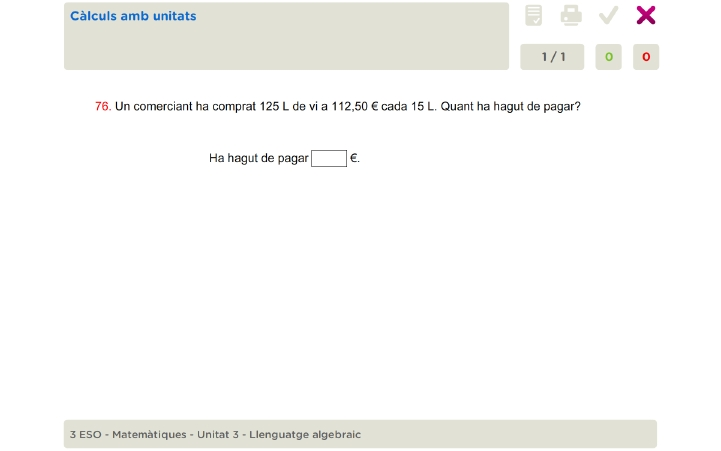 Càlculs amb unitats
1 / 1
0
0
76. Un comerciant ha comprat 125 L de vi a 112,50 € cada 15 L. Quant ha hagut de pagar?
Ha hagut de pagar €.
3 ESO - Matemàtiques - Unitat 3 - Llenguatge algebraic